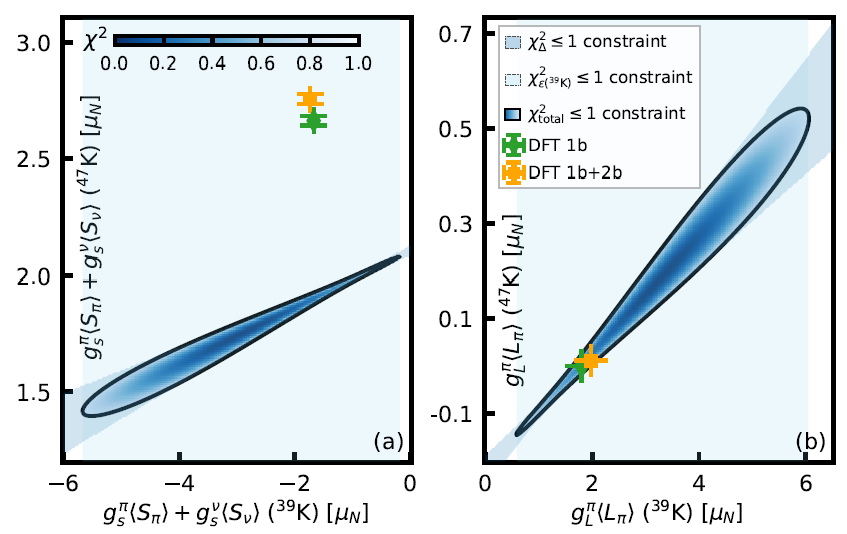 χ²
0.0 0.2 0.4 0.6 0.8 1.0
3.0
2.5
2.0
1.5
g_s^π⟨S_π⟩ + g_s^ν⟨S_ν⟩ (⁴⁷K) [μ_N]
−6 −4 −2 0
g_s^π⟨S_π⟩ + g_s^ν⟨S_ν⟩ (³⁹K) [μ_N]
(a)
χ²_Δ ≤ 1 constraint
χ²_ε(³⁹K) ≤ 1 constraint
χ²_total ≤ 1 constraint
DFT 1b
DFT 1b+2b
0.7
0.5
0.3
0.1
-0.1
g_L^π⟨L_π⟩ (⁴⁷K) [μ_N]
0 2 4 6
g_L^π⟨L_π⟩ (³⁹K) [μ_N]
(b)